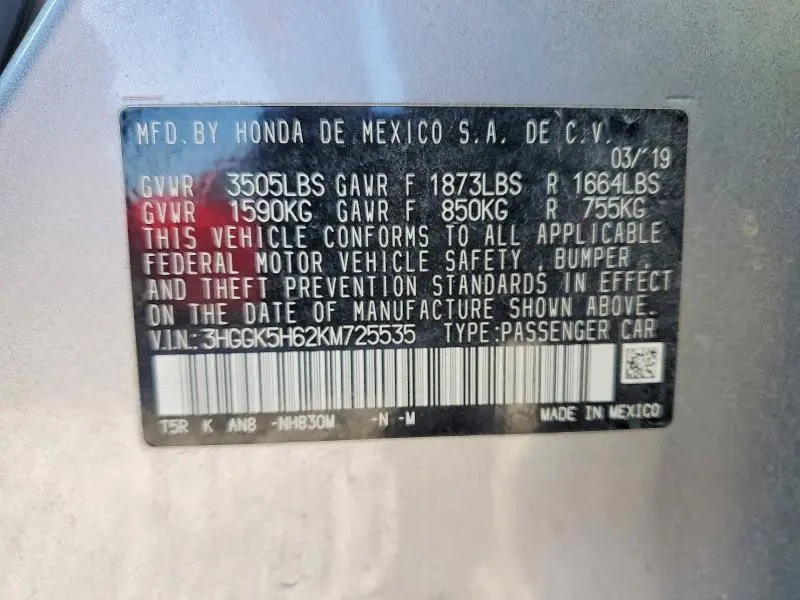 MFD. BY HONDA DE MEXICO S.A. DE C.V.
03/'19
GVWR 3505LBS GAWR F 1873LBS R 1664LBS
GVWR 1590KG GAWR F 850KG R 755KG
THIS VEHICLE CONFORMS TO ALL APPLICABLE
FEDERAL MOTOR VEHICLE SAFETY, BUMPER,
AND THEFT PREVENTION STANDARDS IN EFFECT
ON THE DATE OF MANUFACTURE SHOWN ABOVE.
V.I.N.: 3HGGK5H62KM725535 TYPE: PASSENGER CAR
T5R K AN8 -NH830M -N -M MADE IN MEXICO